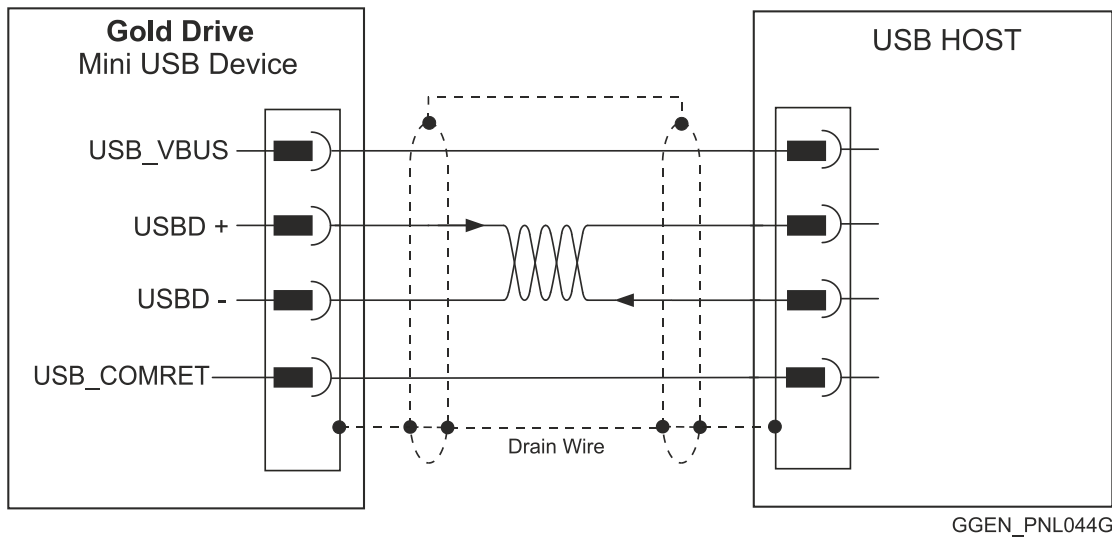 Gold Drive
Mini USB Device
USB HOST
USB_VBUS
USBD +
USBD -
USB_COMRET
Drain Wire
GGEN_PNL044G